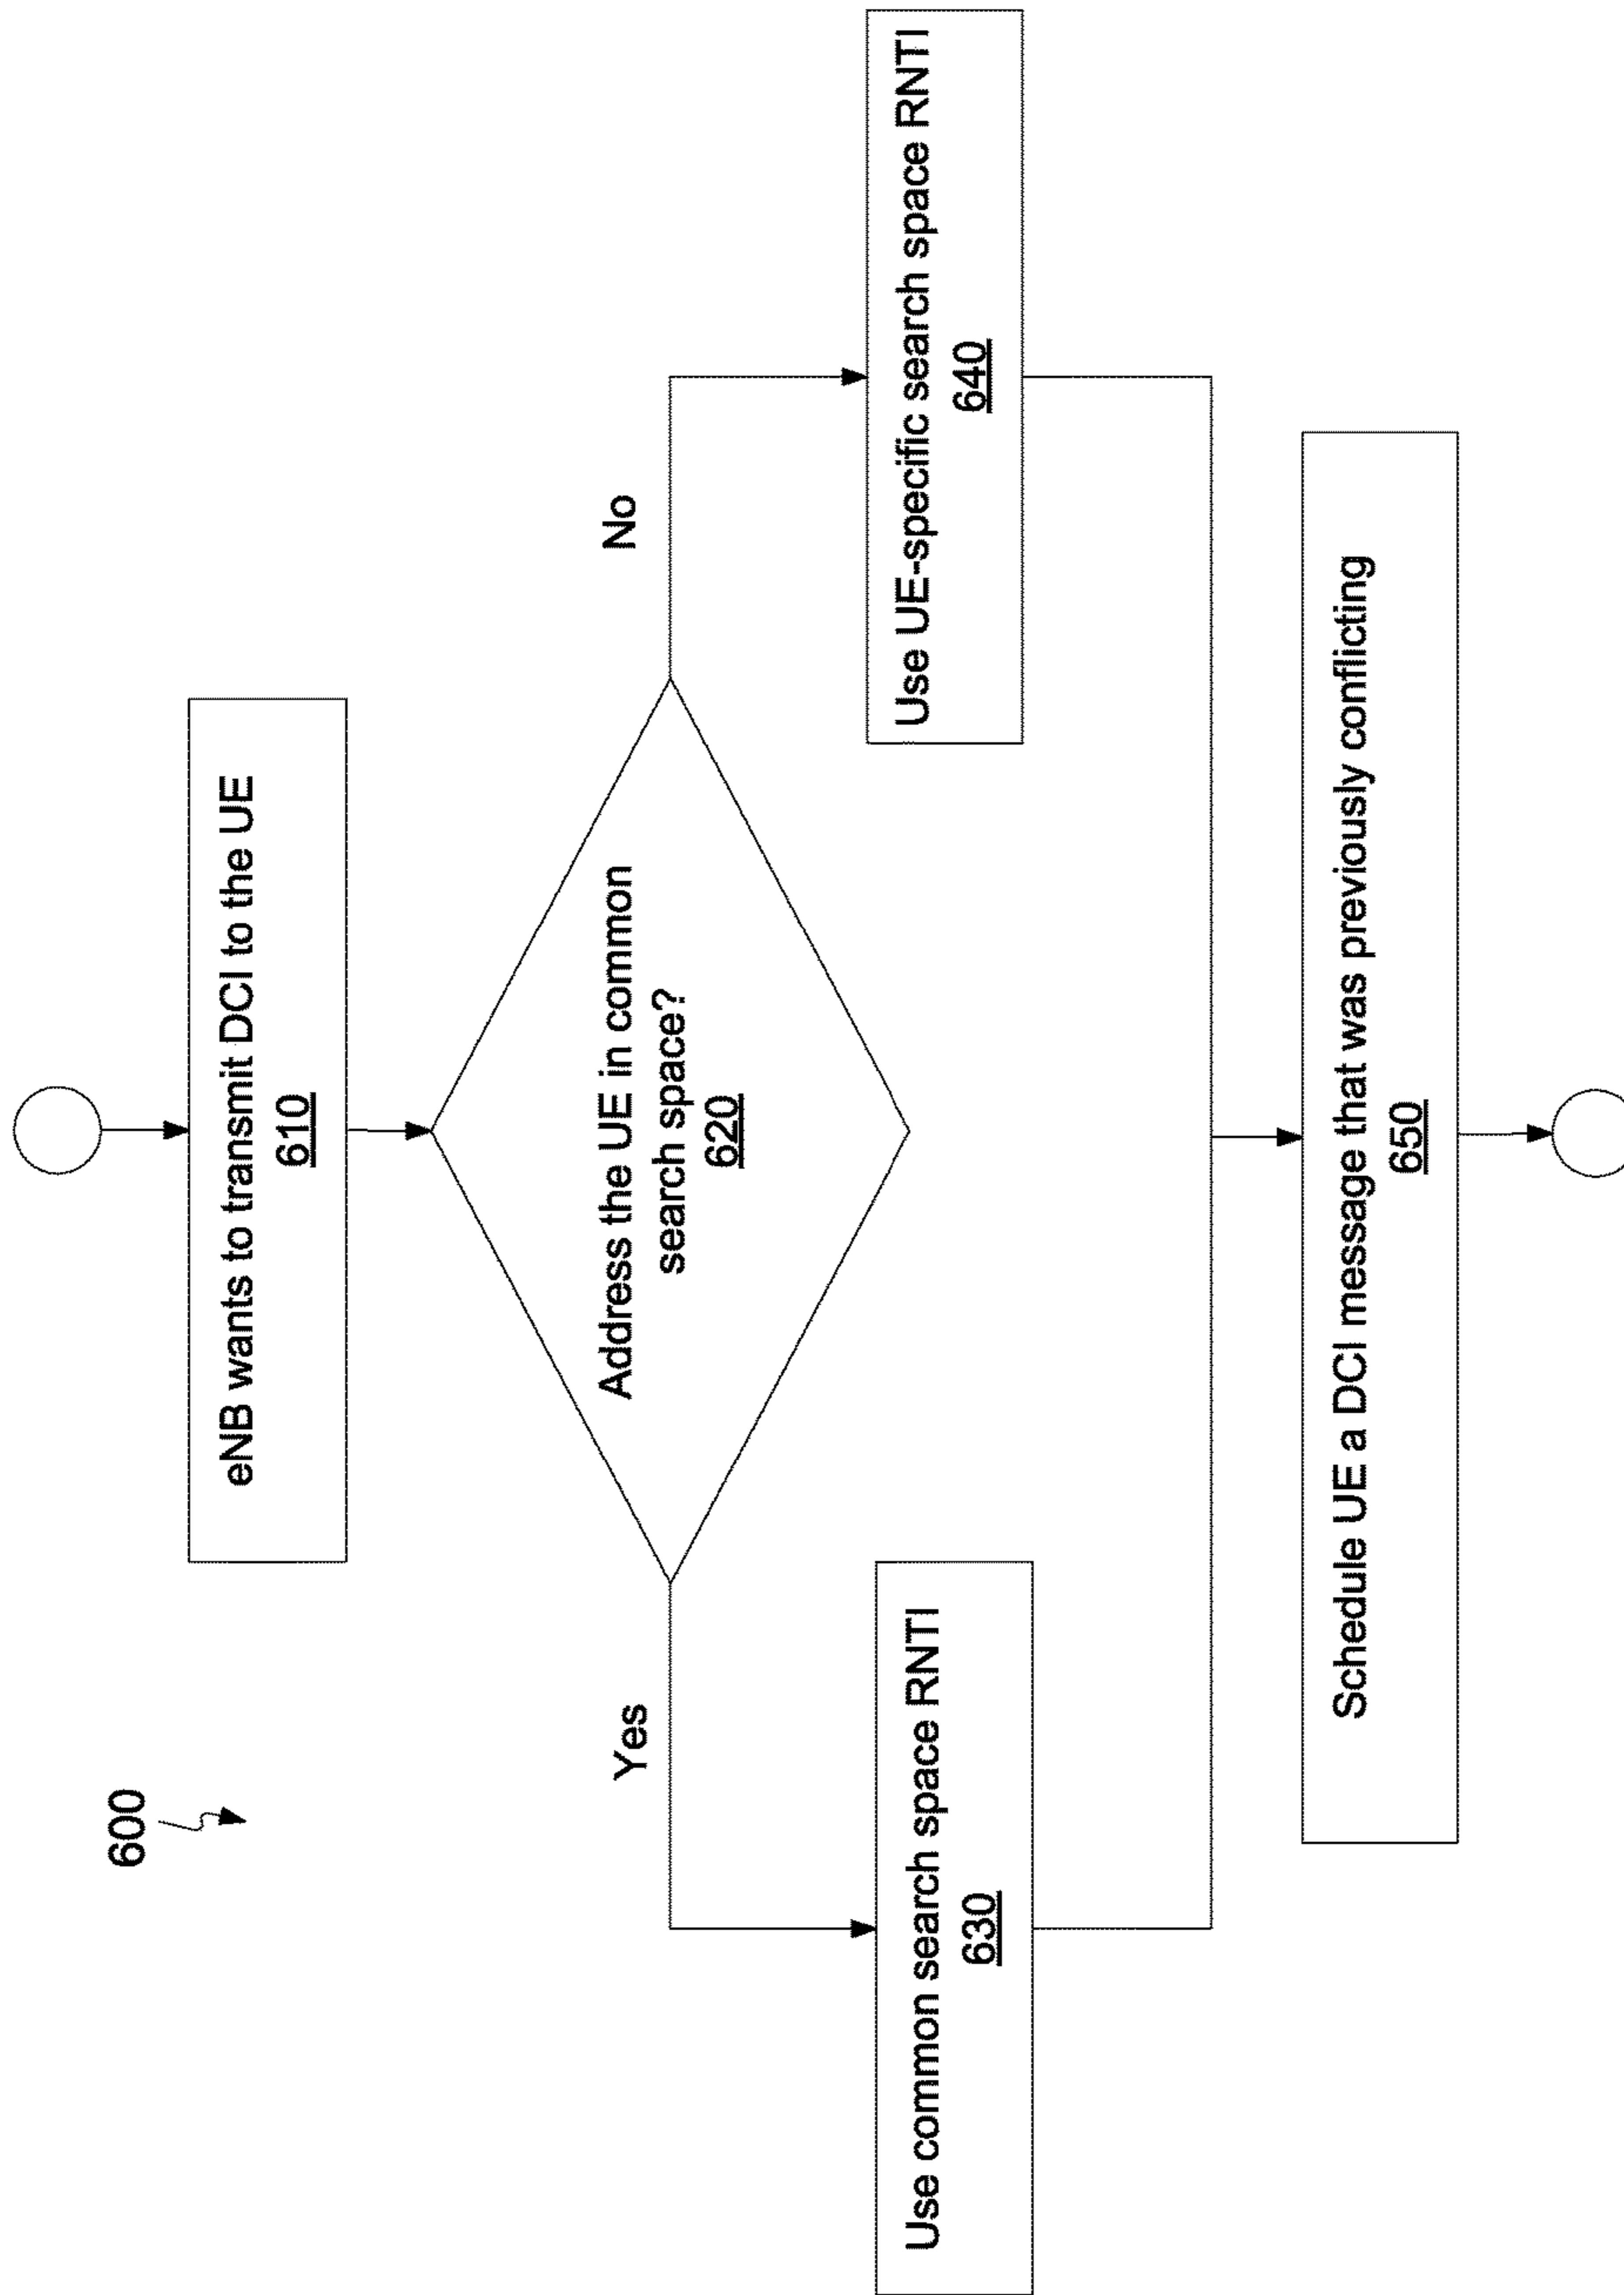 600
eNB wants to transmit DCI to the UE
610
Address the UE in common
search space?
620
Yes
No
Use common search space RNTI
630
Use UE-specific search space RNTI
640
Schedule UE a DCI message that was previously conflicting
650